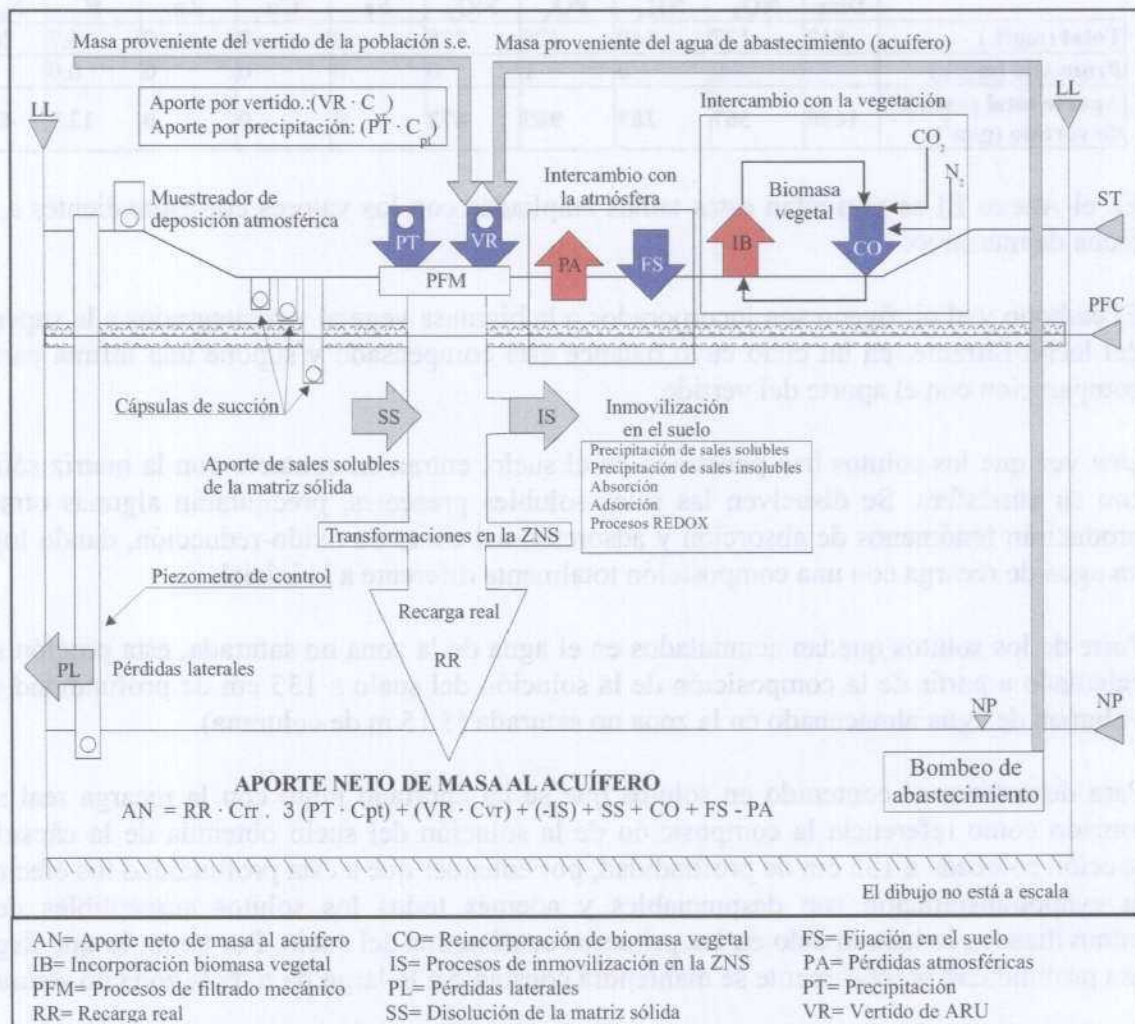 Masa proveniente del vertido de la población s.e.
Masa proveniente del agua de abastecimiento (acuífero)
LL
LL
Aporte por vertido.:(VR · C vr)
Aporte por precipitación: (PT · C pt)
Intercambio con la vegetación
CO2
N2
Muestreador de
deposición atmosférica
Intercambio con
la atmósfera
Biomasa
vegetal
ST
PT
VR
PA
FS
IB
CO
PFM
PFC
Cápsulas de succión
SS
IS
Inmovilización
en el suelo
Aporte de sales solubles
de la matriz sólida
Precipitación de sales solubles
Precipitación de sales insolubles
Absorción
Adsorción
Procesos REDOX
Transformaciones en la ZNS
Piezometro de control
Recarga real
RR
PL
Pérdidas laterales
NP
NP
Bombeo de
abastecimiento
APORTE NETO DE MASA AL ACUÍFERO
AN = RR · Crr . 3 (PT · Cpt) + (VR · Cvr) + (-IS) + SS + CO + FS - PA
El dibujo no está a escala
AN= Aporte neto de masa al acuífero
CO= Reincorporación de biomasa vegetal
FS= Fijación en el suelo
IB= Incorporación biomasa vegeial
IS= Procesos de inmovilización en la ZNS
PA= Pérdidas atmosféricas
PFM= Procesos de filtrado mecánico
PL= Pérdidas laterales
PT= Precipitación
RR= Recarga real
SS= Disolución de la matriz sólida
VR= Vertido de ARU